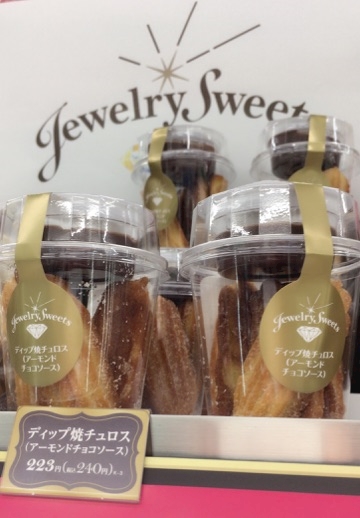 Jewelry Sweets
Jewelry Sweets
ディップ焼チュロス
(アーモンド
チョコソース)
Jewelry Sweets
ディップ焼チュロス
(アーモンド
チョコソース)
ディップ焼チュロス
(アーモンドチョコソース)
223円(税込240円)